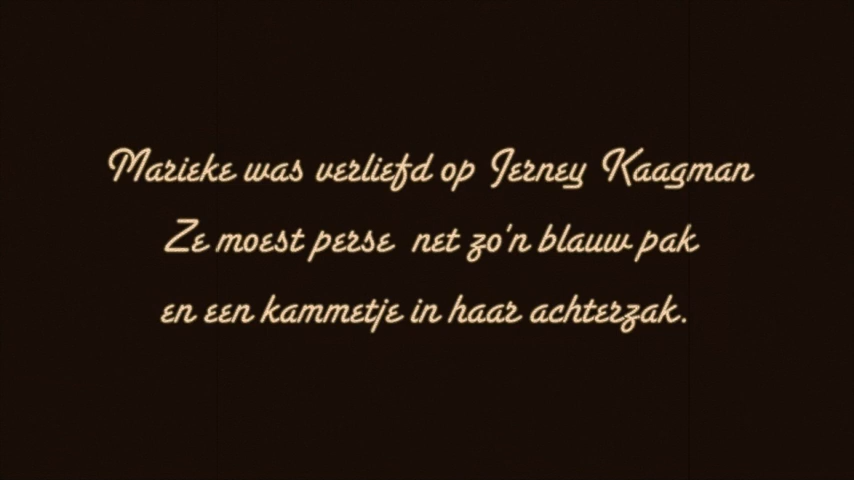 Marieke was verliefd op Jerney Kaagman
Ze moest perse net zo'n blauw pak
en een kammetje in haar achterzak.